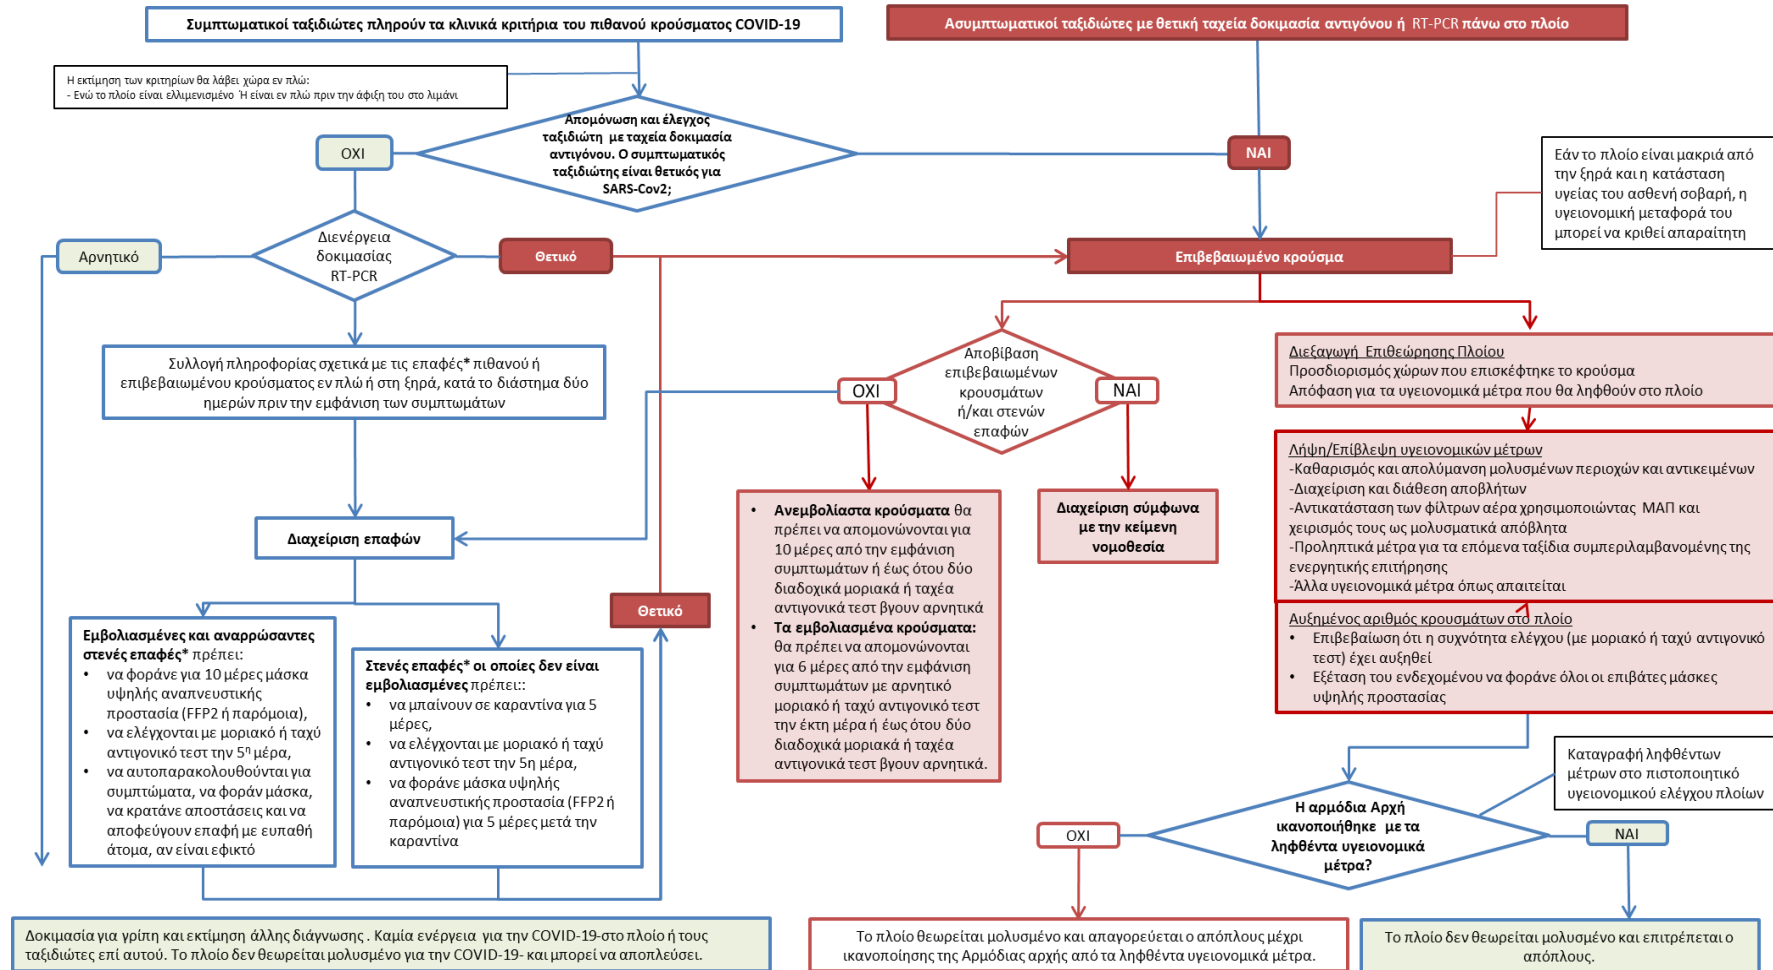 Συμπτωματικοί ταξιδιώτες πληρούν τα κλινικά κριτήρια του πιθανού κρούσματος COVID-19
Ασυμπτωματικοί ταξιδιώτες με θετική ταχεία δοκιμασία αντιγόνου ή RT-PCR πάνω στο πλοίο
Η εκτίμηση των κριτηρίων θα λάβει χώρα εν πλώ:
- Ενώ το πλοίο είναι ελλιμενισμένο Ή είναι εν πλώ πριν την άφιξη του στο λιμάνι
Απομόνωση και έλεγχος
ταξιδιώτη με ταχεία δοκιμασία
αντιγόνου. Ο συμπτωματικός
ταξιδιώτης είναι θετικός για
SARS-Cov2;
ΟΧΙ
ΝΑΙ
Εάν το πλοίο είναι μακριά από
την ξηρά και η κατάσταση
υγείας του ασθενή σοβαρή, η
υγειονομική μεταφορά του
μπορεί να κριθεί απαραίτητη
Αρνητικό
Διενέργεια
δοκιμασίας
RT-PCR
Θετικό
Επιβεβαιωμένο κρούσμα
Συλλογή πληροφορίας σχετικά με τις επαφές* πιθανού ή
επιβεβαιωμένου κρούσματος εν πλώ ή στη ξηρά, κατά το διάστημα δύο
ημερών πριν την εμφάνιση των συμπτωμάτων
Αποβίβαση
επιβεβαιωμένων
κρουσμάτων
ή/και στενών
επαφών
ΟΧΙ
ΝΑΙ
Διεξαγωγή Επιθεώρησης Πλοίου
Προσδιορισμός χώρων που επισκέφτηκε το κρούσμα
Απόφαση για τα υγειονομικά μέτρα που θα ληφθούν στο πλοίο
Λήψη/Επίβλεψη υγειονομικών μέτρων
-Καθαρισμός και απολύμανση μολυσμένων περιοχών και αντικειμένων
-Διαχείριση και διάθεση αποβλήτων
-Αντικατάσταση των φίλτρων αέρα χρησιμοποιώντας ΜΑΠ και
χειρισμός τους ως μολυσματικά απόβλητα
-Προληπτικά μέτρα για τα επόμενα ταξίδια συμπεριλαμβανομένης της
ενεργητικής επιτήρησης
-Άλλα υγειονομικά μέτρα όπως απαιτείται
Διαχείριση επαφών
• Ανεμβολίαστα κρούσματα θα
πρέπει να απομονώνονται για
10 μέρες από την εμφάνιση
συμπτωμάτων ή έως ότου δύο
διαδοχικά μοριακά ή ταχέα
αντιγονικά τεστ βγουν αρνητικά
• Τα εμβολιασμένα κρούσματα:
θα πρέπει να απομονώνονται
για 6 μέρες από την εμφάνιση
συμπτωμάτων με αρνητικό
μοριακό ή ταχύ αντιγονικό τεστ
την έκτη μέρα ή έως ότου δύο
διαδοχικά μοριακά ή ταχέα
αντιγονικά τεστ βγουν αρνητικά.
Διαχείριση σύμφωνα
με την κείμενη
νομοθεσία
Θετικό
Αυξημένος αριθμός κρουσμάτων στο πλοίο
• Επιβεβαίωση ότι η συχνότητα ελέγχου (με μοριακό ή ταχύ αντιγονικό
τεστ) έχει αυξηθεί
• Εξέταση του ενδεχομένου να φοράνε όλοι οι επιβάτες μάσκες
υψηλής προστασίας
Εμβολιασμένες και αναρρώσαντες
στενές επαφές* πρέπει:
• να φοράνε για 10 μέρες μάσκα
υψηλής αναπνευστικής
προστασία (FFP2 ή παρόμοια),
• να ελέγχονται με μοριακό ή ταχύ
αντιγονικό τεστ την 5η μέρα,
• να αυτοπαρακολουθούνται για
συμπτώματα, να φοράν μάσκα,
να κρατάνε αποστάσεις και να
αποφεύγουν επαφή με ευπαθή
άτομα, αν είναι εφικτό
Στενές επαφές* οι οποίες δεν είναι
εμβολιασμένες πρέπει::
• να μπαίνουν σε καραντίνα για 5
μέρες,
• να ελέγχονται με μοριακό ή ταχύ
αντιγονικό τεστ την 5η μέρα,
• να φοράνε μάσκα υψηλής
αναπνευστικής προστασία (FFP2 ή
παρόμοια) για 5 μέρες μετά την
καραντίνα
Καταγραφή ληφθέντων
μέτρων στο πιστοποιητικό
υγειονομικού ελέγχου πλοίων
Η αρμόδια Αρχή
ικανοποιήθηκε με τα
ληφθέντα υγειονομικά
μέτρα?
ΟΧΙ
ΝΑΙ
Δοκιμασία για γρίπη και εκτίμηση άλλης διάγνωσης . Καμία ενέργεια για την COVID-19-στο πλοίο ή τους
ταξιδιώτες επί αυτού. Το πλοίο δεν θεωρείται μολυσμένο για την COVID-19- και μπορεί να αποπλεύσει.
Το πλοίο θεωρείται μολυσμένο και απαγορεύεται ο απόπλους μέχρι
ικανοποίησης της Αρμόδιας αρχής από τα ληφθέντα υγειονομικά μέτρα.
Το πλοίο δεν θεωρείται μολυσμένο και επιτρέπεται ο
απόπλους.